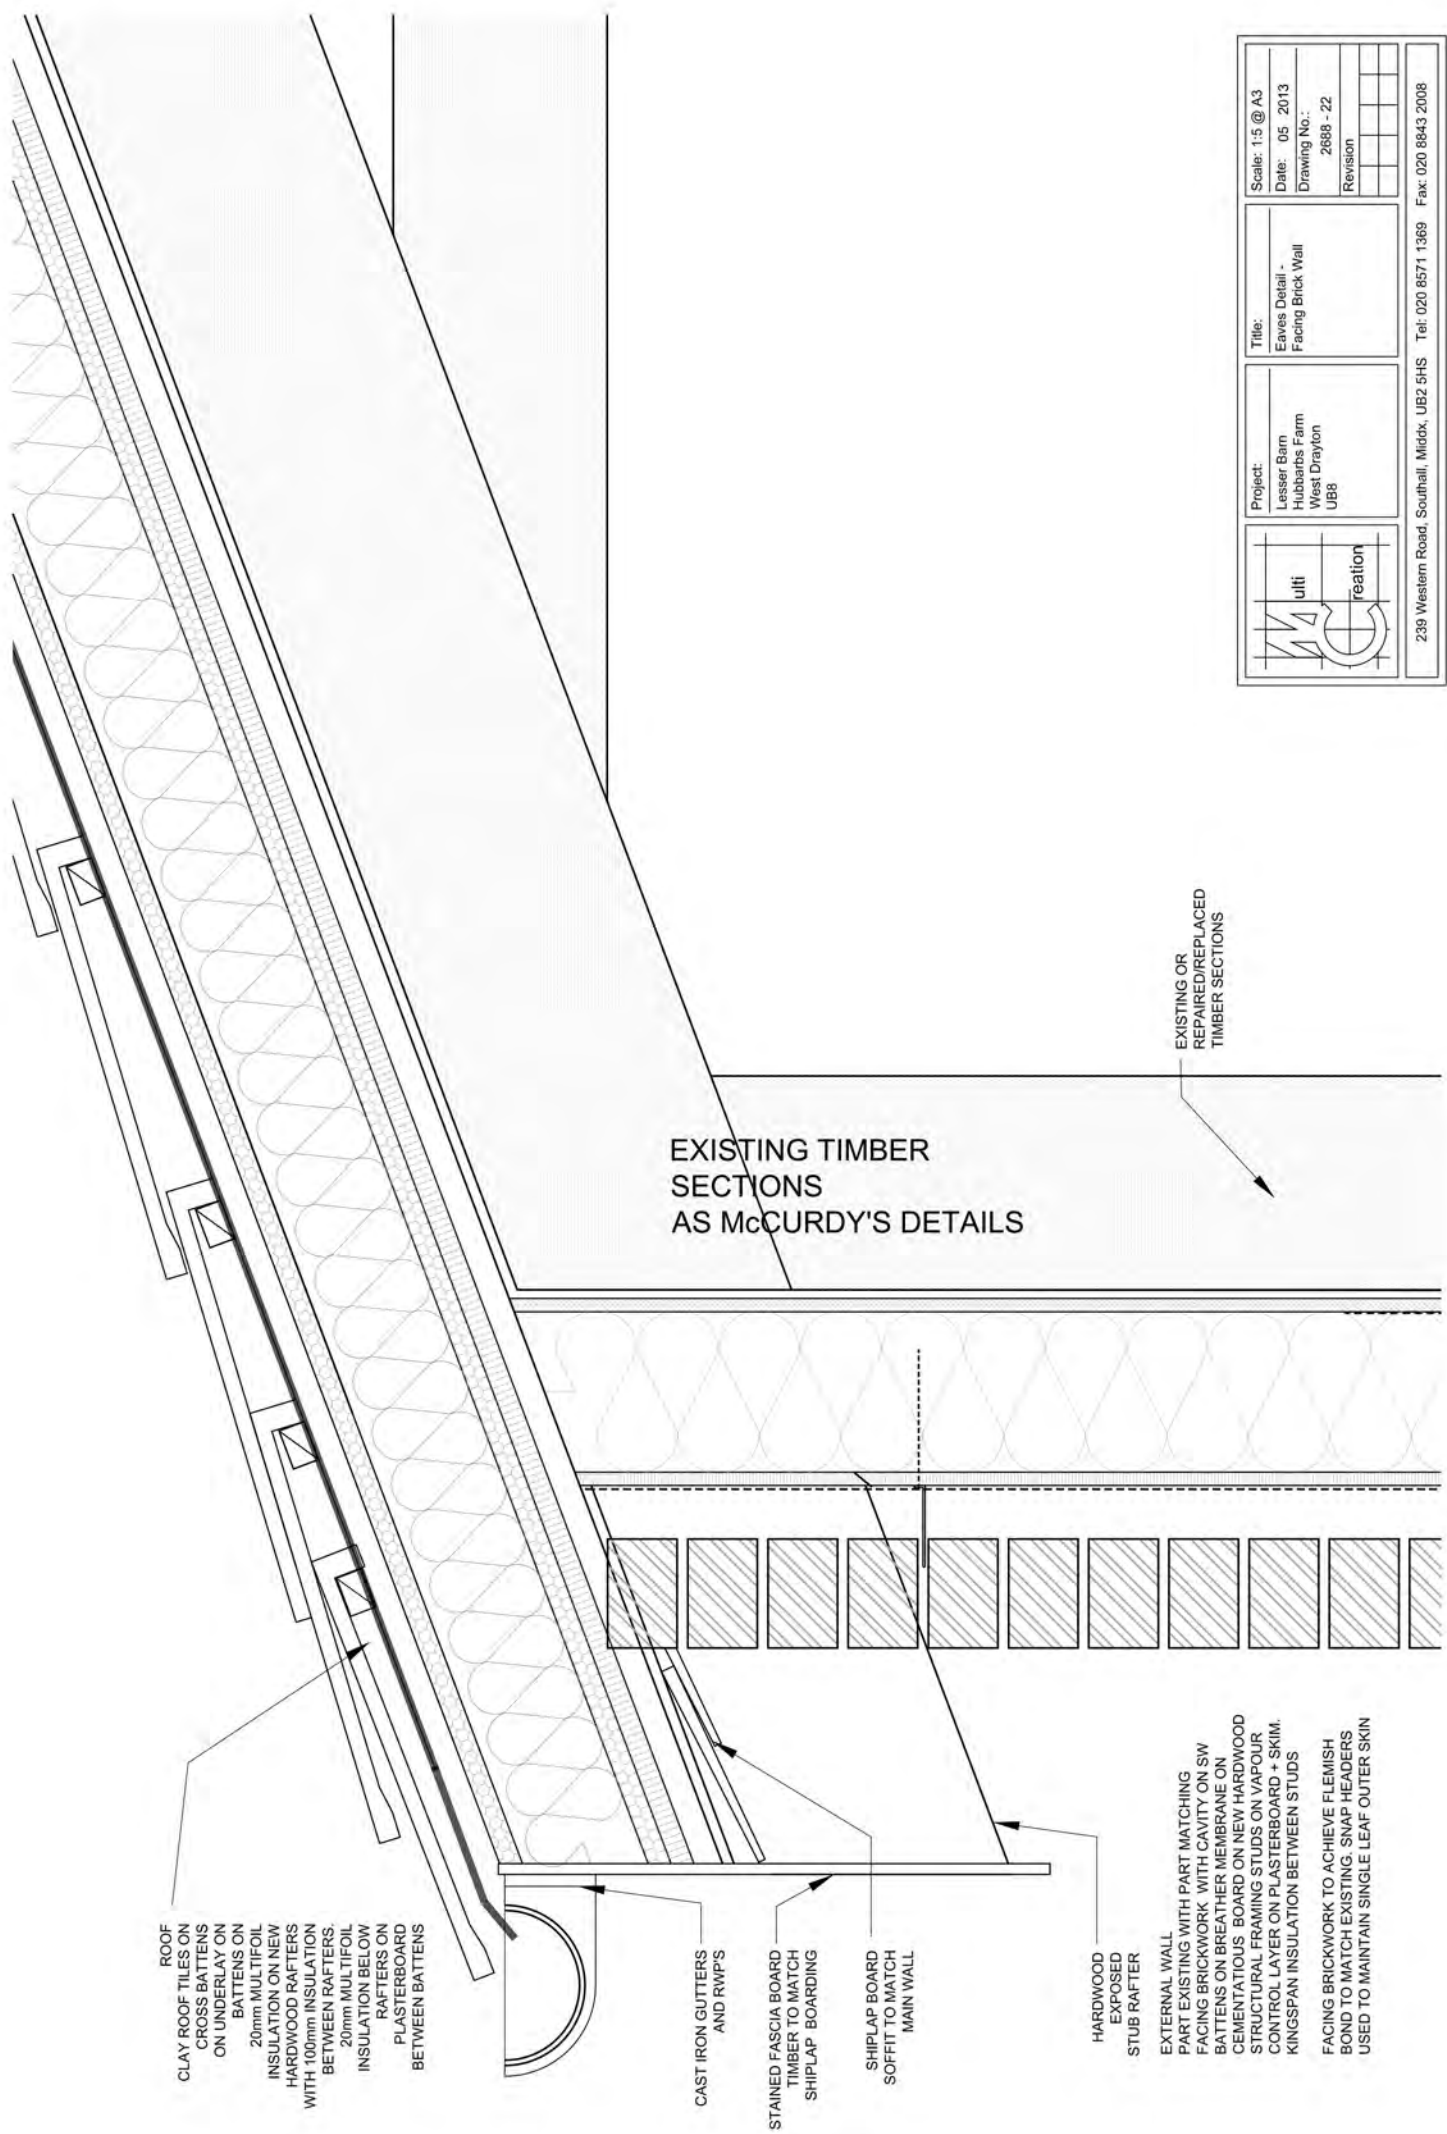 ROOF
CLAY ROOF TILES ON
CROSS BATTENS
ON UNDERLAY ON
BATTENS ON
20mm MULTIFOIL
INSULATION ON NEW
HARDWOOD RAFTERS
WITH 100mm INSULATION
BETWEEN RAFTERS.
20mm MULTIFOIL
INSULATION BELOW
RAFTERS ON
PLASTERBOARD
BETWEEN BATTENS
CAST IRON GUTTERS
AND RWP'S
STAINED FASCIA BOARD
TIMBER TO MATCH
SHIPLAP BOARDING
SHIPLAP BOARD
SOFFIT TO MATCH
MAIN WALL
HARDWOOD
EXPOSED
STUB RAFTER
EXTERNAL WALL
PART EXISTING WITH PART MATCHING
FACING BRICKWORK WITH CAVITY ON SW
BATTENS ON BREATHER MEMBRANE ON
CEMENTATIOUS BOARD ON NEW HARDWOOD
STRUCTURAL FRAMING STUDS ON VAPOUR
CONTROL LAYER ON PLASTERBOARD + SKIM.
KINGSPAN INSULATION BETWEEN STUDS
FACING BRICKWORK TO ACHIEVE FLEMISH
BOND TO MATCH EXISTING. SNAP HEADERS
USED TO MAINTAIN SINGLE LEAF OUTER SKIN
EXISTING TIMBER
SECTIONS
AS McCURDY'S DETAILS
EXISTING OR
REPAIRED/REPLACED
TIMBER SECTIONS
Multi
Creation
Project:
Lesser Barn
Hubbarbs Farm
West Drayton
UB8
Title:
Eaves Detail -
Facing Brick Wall
Scale: 1:5 @ A3
Date: 05 2013
Drawing No.:
2688 - 22
Revision
239 Western Road, Southall, Middx, UB2 5HS Tel: 020 8571 1369 Fax: 020 8843 2008